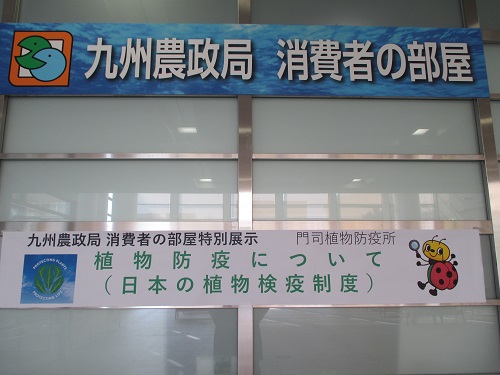 九州農政局 消費者の部屋
九州農政局 消費者の部屋特別展示 門司植物防疫所
植物防疫について
（日本の植物検疫制度）
PROTECTING PLANTS